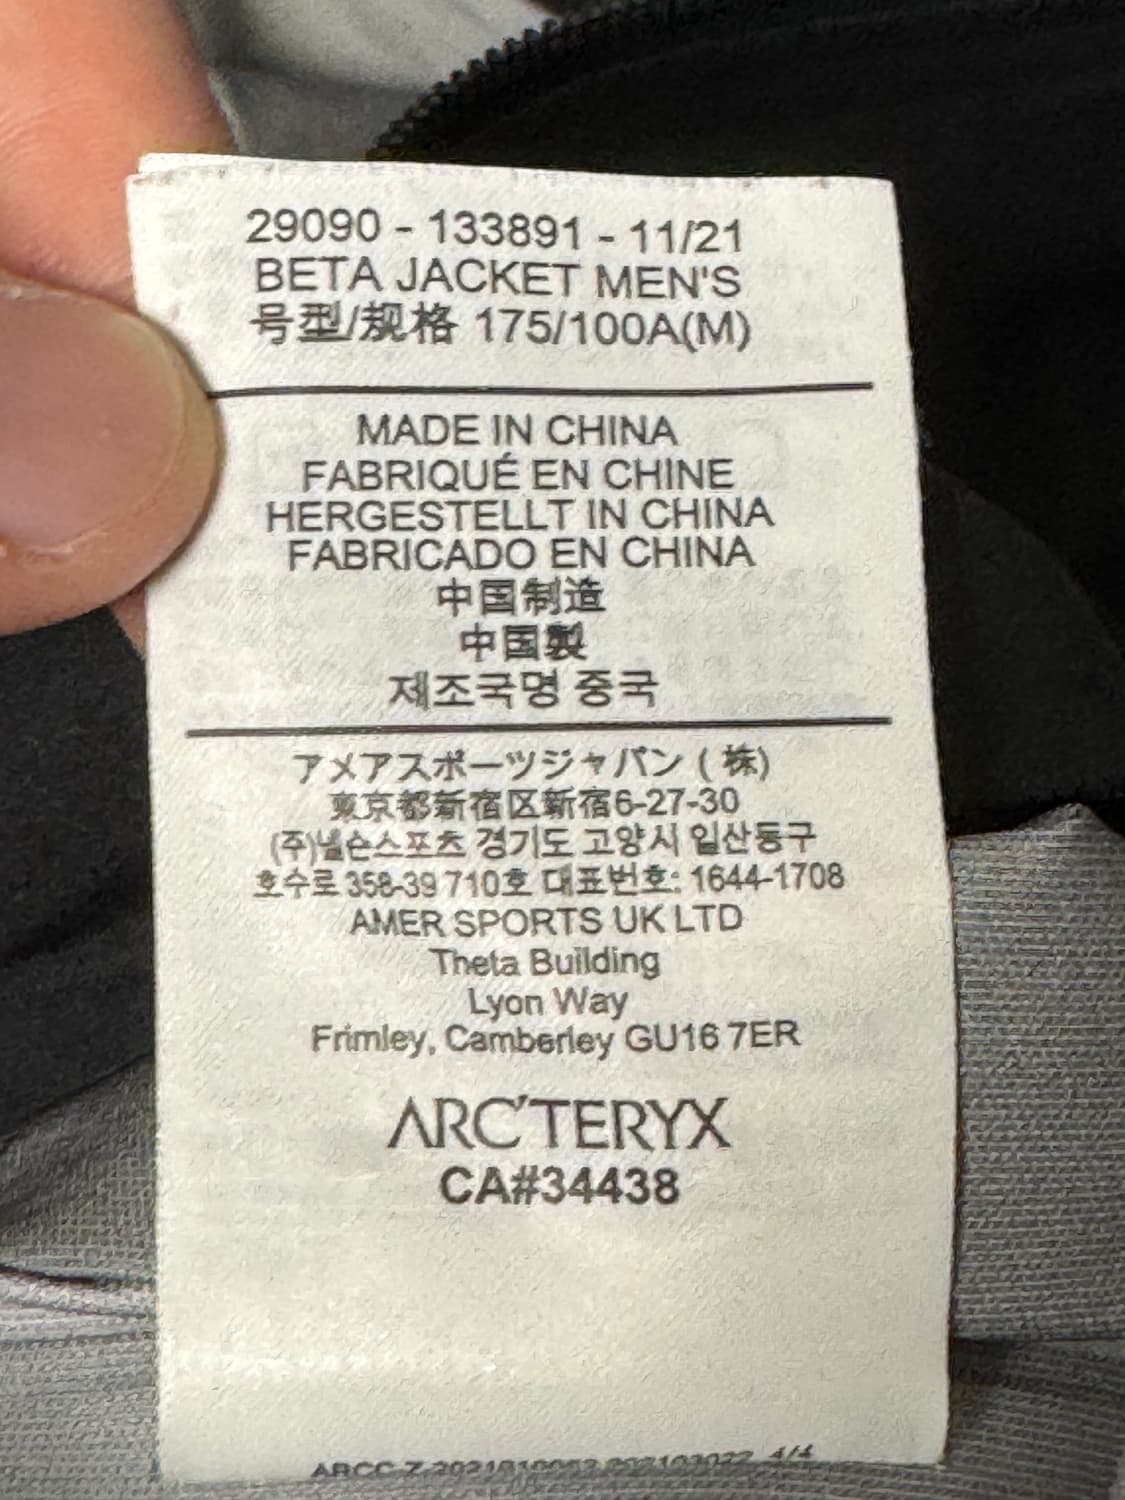 29090 - 133891 - 11/21
BETA JACKET MEN'S
号型/规格 175/100A(M)
MADE IN CHINA
FABRIQUÉ EN CHINE
HERGESTELLT IN CHINA
FABRICADO EN CHINA
中国制造
中国製
제조국명 중국
アメアスポーツジャパン ( 株)
東京都新宿区新宿6-27-30
(주)넬슨스포츠 경기도 고양시 일산동구
호수로 358-39 710호 대표번호: 1644-1708
AMER SPORTS UK LTD
Theta Building
Lyon Way
Frimley, Camberley GU16 7ER
ARC'TERYX
CA#34438
4/4